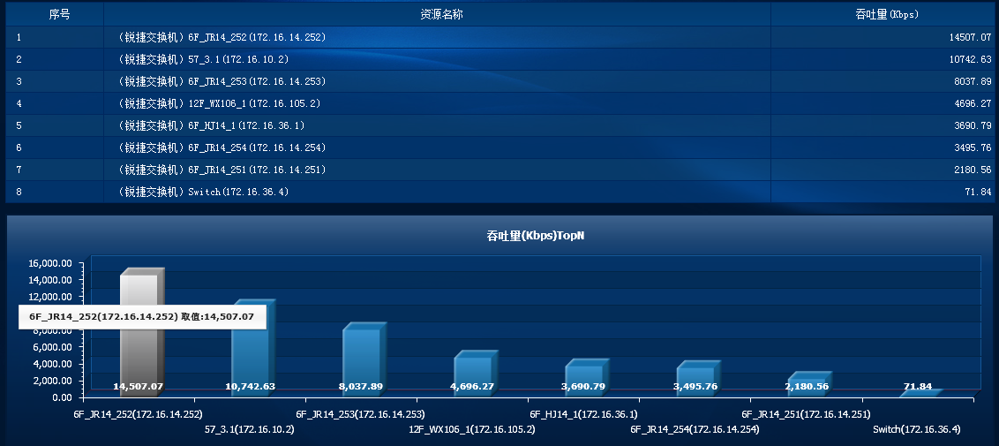 序号 资源名称 吞吐量(Kbps)
1 （锐捷交换机）6F_JR14_252(172.16.14.252) 14507.07
2 （锐捷交换机）57_3.1(172.16.10.2) 10742.63
3 （锐捷交换机）6F_JR14_253(172.16.14.253) 8037.89
4 （锐捷交换机）12F_WX106_1(172.16.105.2) 4696.27
5 （锐捷交换机）6F_HJ14_1(172.16.36.1) 3690.79
6 （锐捷交换机）6F_JR14_254(172.16.14.254) 3495.76
7 （锐捷交换机）6F_JR14_251(172.16.14.251) 2180.56
8 （锐捷交换机）Switch(172.16.36.4) 71.84
吞吐量(Kbps)TopN
16,000.00
14,000.00
12,000.00
6F_JR14_252(172.16.14.252) 取值:14,507.07
8,000.00
6,000.00
4,000.00
2,000.00
0.00
14,507.07 10,742.63 8,037.89 4,696.27 3,690.79 3,495.76 2,180.56 71.84
6F_JR14_252(172.16.14.252) 6F_JR14_253(172.16.14.253) 6F_HJ14_1(172.16.36.1) 6F_JR14_251(172.16.14.251)
57_3.1(172.16.10.2) 12F_WX106_1(172.16.105.2) 6F_JR14_254(172.16.14.254) Switch(172.16.36.4)